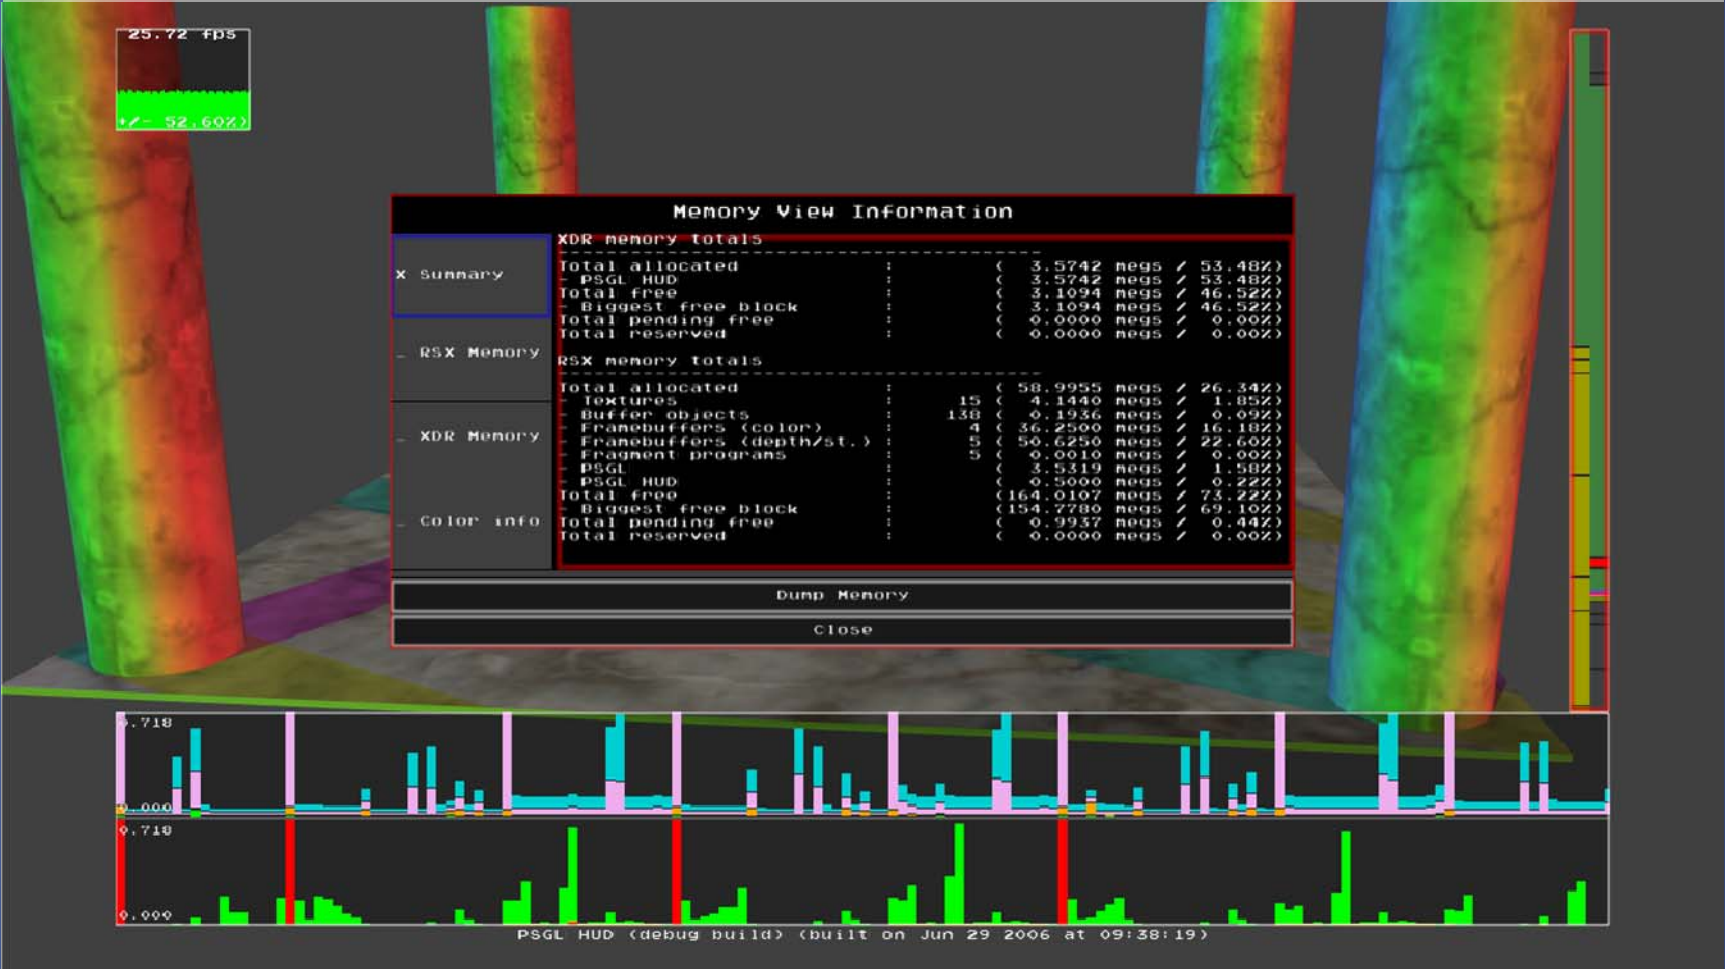 25.72 fps
+/- 52.60%)
Memory View Information
x Summary
_ RSX Memory
_ XDR Memory
_ Color info
XDR memory totals
------------------------------------------------
Total allocated : ( 3.5742 megs / 53.48%)
- PSGL HUD : ( 3.5742 megs / 53.48%)
Total free : ( 3.1094 megs / 46.52%)
- Biggest free block : ( 3.1094 megs / 46.52%)
Total pending free : ( 0.0000 megs / 0.00%)
Total reserved : ( 0.0000 megs / 0.00%)
RSX memory totals
------------------------------------------------
Total allocated : ( 58.9955 megs / 26.34%)
- Textures : 15 ( 4.1440 megs / 1.85%)
- Buffer objects : 138 ( 0.1936 megs / 0.09%)
- Framebuffers (color) : 4 ( 36.2500 megs / 16.18%)
- Framebuffers (depth/st.) : 5 ( 50.6250 megs / 22.60%)
- Fragment programs : 5 ( 0.0010 megs / 0.00%)
- PSGL : ( 3.5319 megs / 1.58%)
- PSGL HUD : ( 0.5000 megs / 0.22%)
Total free : (164.0107 megs / 73.22%)
- Biggest free block : (154.7780 megs / 69.10%)
Total pending free : ( 0.9937 megs / 0.44%)
Total reserved : ( 0.0000 megs / 0.00%)
Dump Memory
Close
0.718
0.000
0.718
0.000
PSGL HUD (debug build) (built on Jun 29 2006 at 09:38:19)